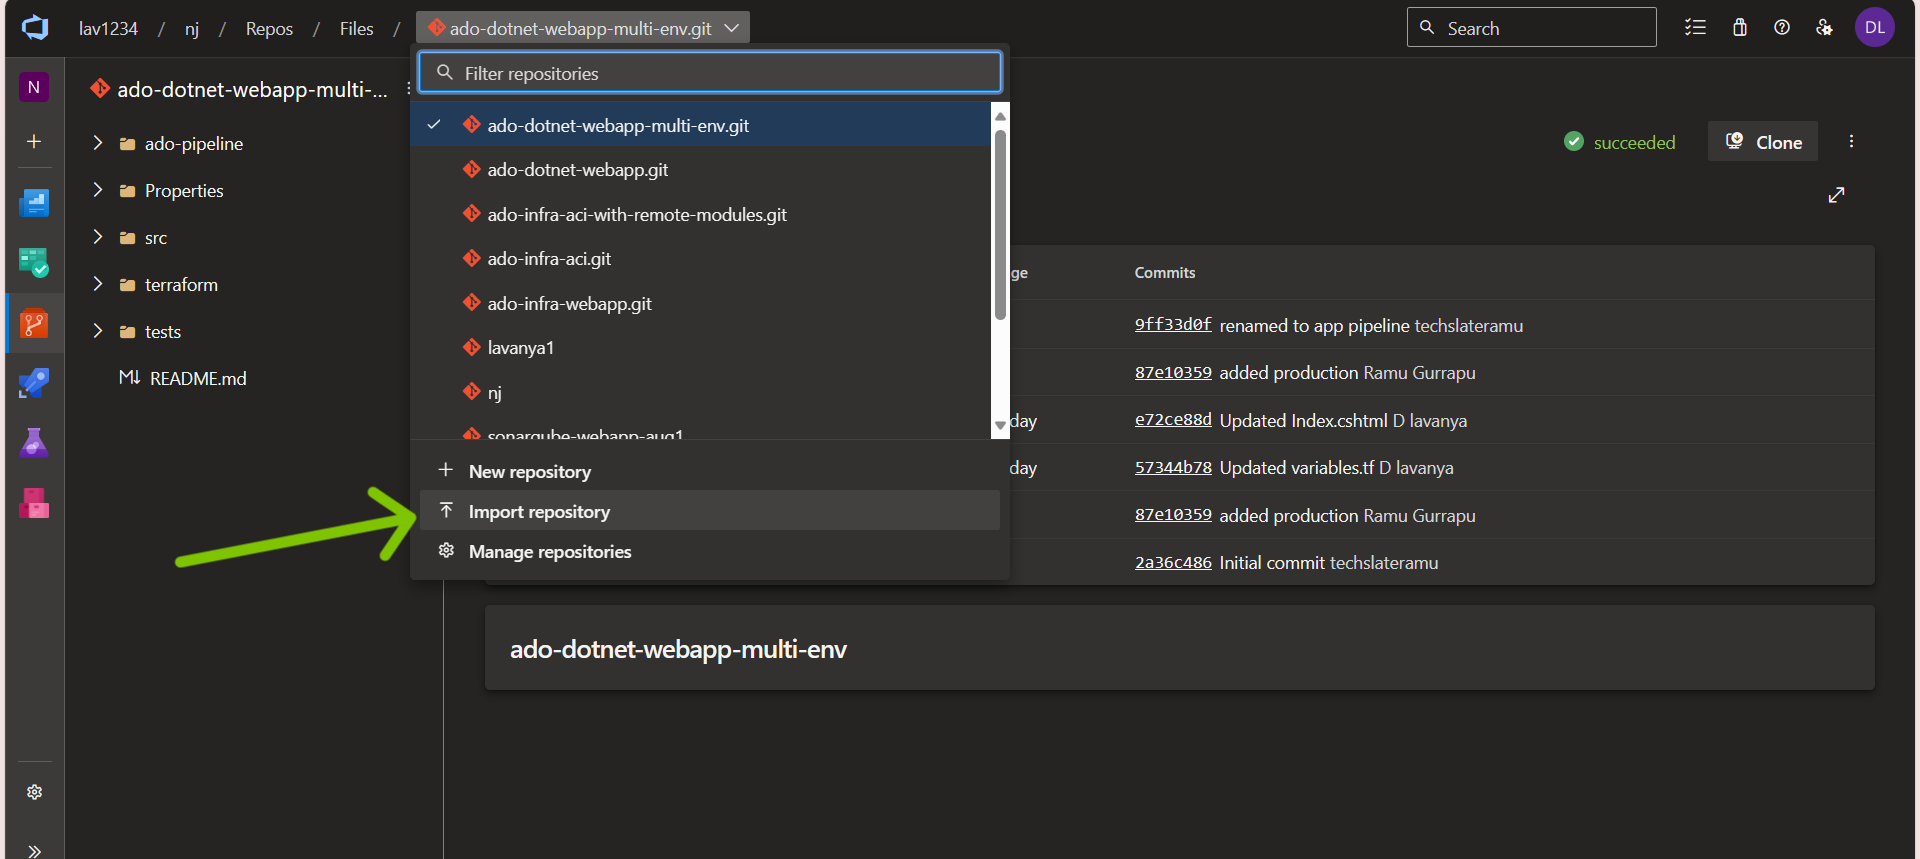 lav1234 / nj / Repos / Files / ado-dotnet-webapp-multi-env.git
Search
DL
N
ado-dotnet-webapp-multi-...
ado-pipeline
Properties
src
terraform
tests
README.md
Filter repositories
ado-dotnet-webapp-multi-env.git
ado-dotnet-webapp.git
ado-infra-aci-with-remote-modules.git
ado-infra-aci.git
ado-infra-webapp.git
lavanya1
nj
sonarqube-webapp-aug1
New repository
Import repository
Manage repositories
succeeded
Clone
ge Commits
9ff33d0f renamed to app pipeline techslateramu
87e10359 added production Ramu Gurrapu
day e72ce88d Updated Index.cshtml D lavanya
day 57344b78 Updated variables.tf D lavanya
87e10359 added production Ramu Gurrapu
2a36c486 Initial commit techslateramu
ado-dotnet-webapp-multi-env